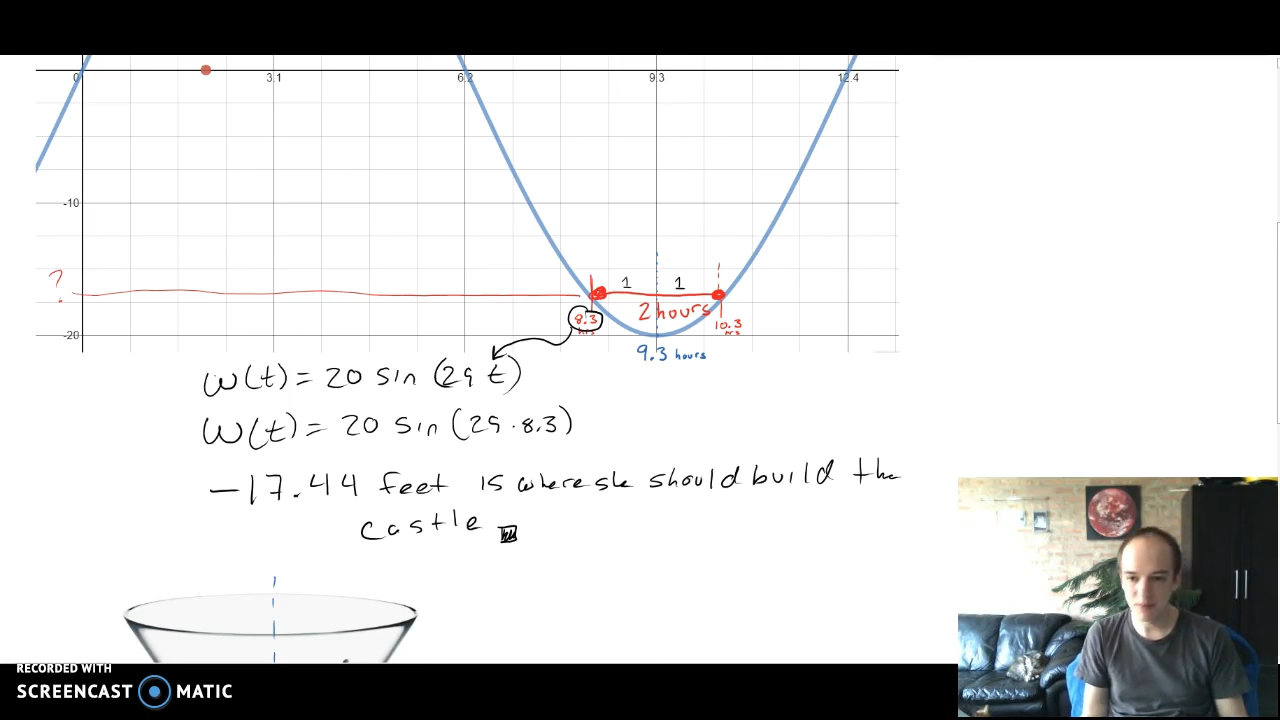 0 3.1 6.2 9.3 12.4
-10
?
1 1
8.3 hrs
2 hours
10.3 hrs
-20
9.3 hours
w(t) = 20 sin (29 t)
w(t) = 20 sin (29 · 8.3)
-17.44 feet is where she should build the
castle
RECORDED WITH
SCREENCAST MATIC